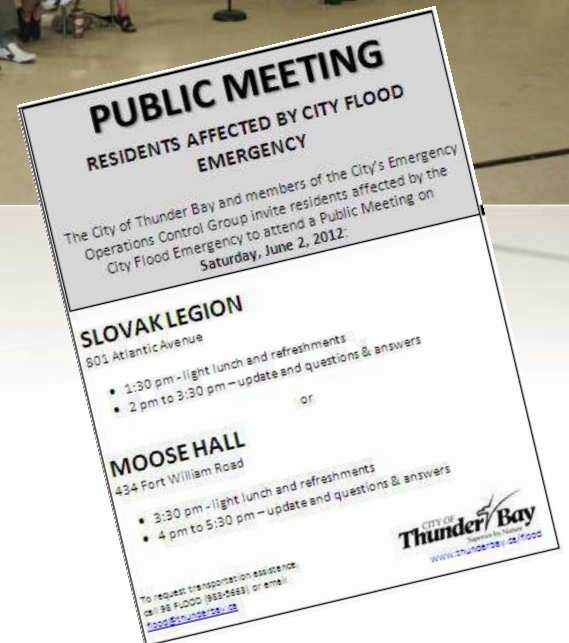 PUBLIC MEETING
RESIDENTS AFFECTED BY CITY FLOOD
EMERGENCY
The City of Thunder Bay and members of the City's Emergency
Operations Control Group invite residents affected by the
City Flood Emergency to attend a Public Meeting on
Saturday, June 2, 2012:
SLOVAK LEGION
801 Atlantic Avenue
• 1:30 pm - light lunch and refreshments
• 2 pm to 3:30 pm – update and questions & answers
or
MOOSE HALL
434 Fort William Road
• 3:30 pm - light lunch and refreshments
• 4 pm to 5:30 pm – update and questions & answers
To request transportation assistance,
call 98 FLOOD (983-5663) or email
flood@thunderbay.ca
CITY OF
Thunder Bay
Superior by Nature
www.thunderbay.ca/flood